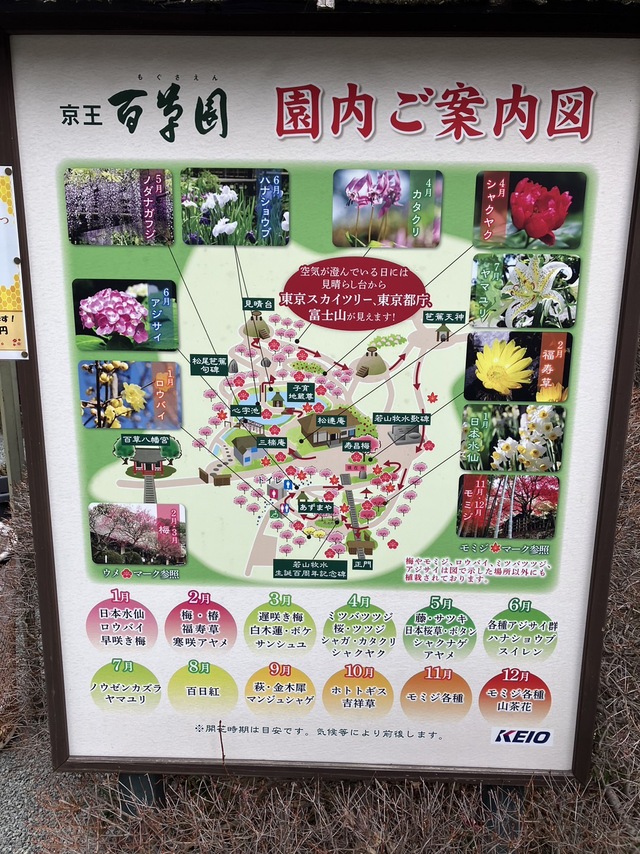 もぐさえん
京王 百草園 園内ご案内図
5月
ノダナガフジ
6月
ハナショウブ
4月
カタクリ
4月
シャクヤク
ヤマユリ
6月
アジサイ
1月
ロウバイ
2月
福寿草
1月
日本水仙
11月・12月
モミジ
2月・3月
梅
空気が澄んでいる日には
見晴らし台から
東京スカイツリー、東京都庁、
富士山が見えます!
見晴台
芭蕉天神
松尾芭蕉
句碑
子育
地蔵尊
心字池
松連庵
若山牧水歌碑
三檪庵
寿昌梅
百草八幡宮
トイレ
あずまや
若山牧水
生誕百周年記念碑
正門
ウメ マーク参照
モミジ マーク参照
梅やモミジ、ロウバイ、ミツバツツジ、
アジサイは図で示した場所以外にも
植栽されております。
1月
日本水仙
ロウバイ
早咲き梅
2月
梅・椿
福寿草
寒咲アヤメ
3月
遅咲き梅
白木蓮・ボケ
サンシュユ
4月
ミツバツツジ
桜・ツツジ
シャガ・カタクリ
シャクヤク
5月
藤・サツキ
日本桜草・ボタン
シャクナゲ
アヤメ
6月
各種アジサイ群
ハナショウブ
スイレン
7月
ノウゼンカズラ
ヤマユリ
8月
百日紅
9月
萩・金木犀
マンジュシャゲ
10月
ホトトギス
吉祥草
11月
モミジ各種
12月
モミジ各種
山茶花
※開花時期は目安です。気候等により前後します。
KEIO